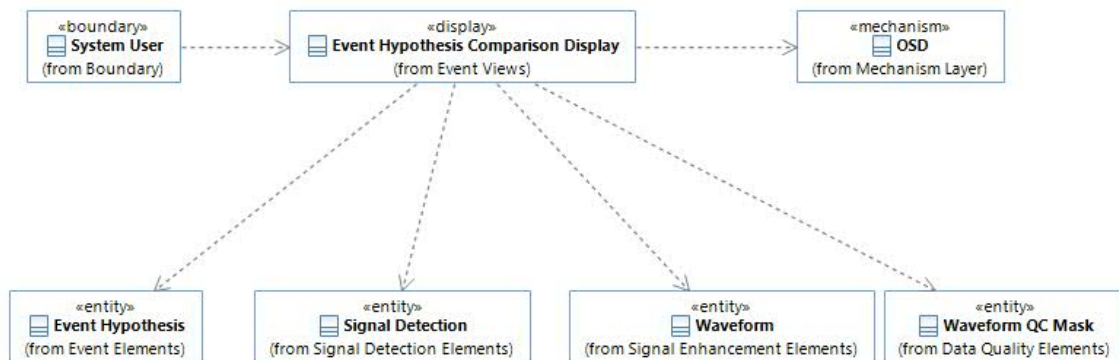 «boundary»
System User
(from Boundary)
«display»
Event Hypothesis Comparison Display
(from Event Views)
«mechanism»
OSD
(from Mechanism Layer)
«entity»
Event Hypothesis
(from Event Elements)
«entity»
Signal Detection
(from Signal Detection Elements)
«entity»
Waveform
(from Signal Enhancement Elements)
«entity»
Waveform QC Mask
(from Data Quality Elements)